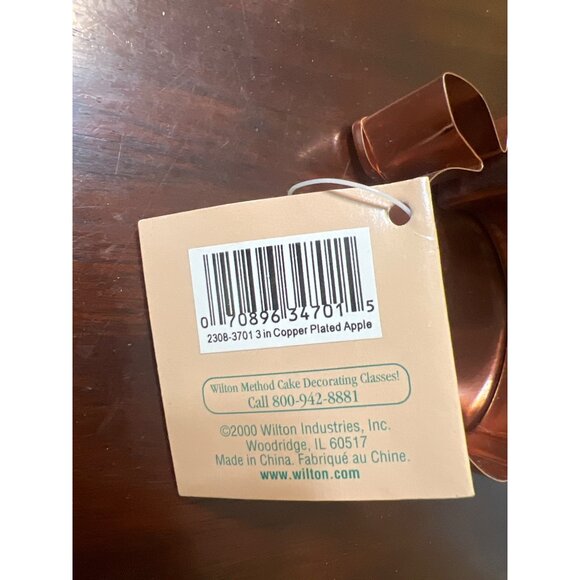 0 70896 34701 5
2308-3701 3 in Copper Plated Apple
Wilton Method Cake Decorating Classes!
Call 800-942-8881
©2000 Wilton Industries, Inc.
Woodridge, IL 60517
Made in China. Fabriqué au Chine.
www.wilton.com